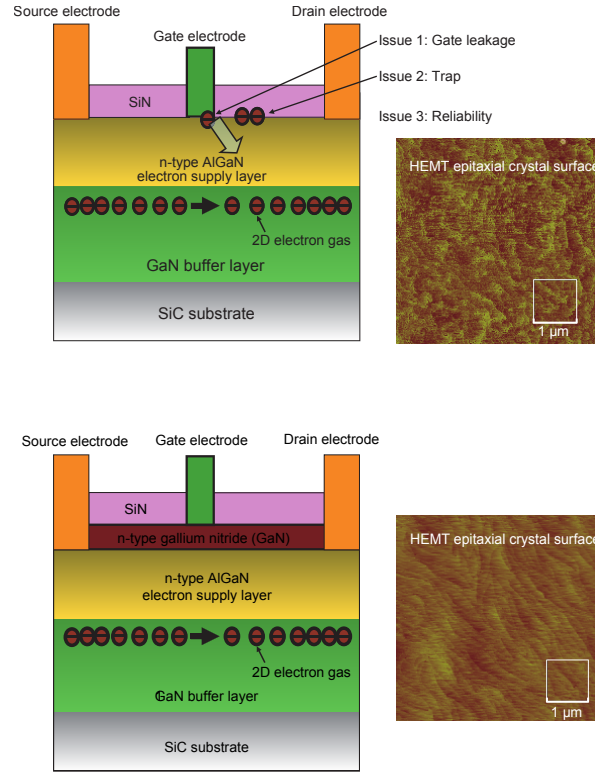 Source electrode
Drain electrode
Gate electrode
Issue 1: Gate leakage
Issue 2: Trap
SiN
Issue 3: Reliability
n-type AlGaN
electron supply layer
HEMT epitaxial crystal surface
2D electron gas
GaN buffer layer
SiC substrate
1 µm
Source electrode
Gate electrode
Drain electrode
SiN
n-type gallium nitride (GaN)
HEMT epitaxial crystal surface
n-type AlGaN
electron supply layer
2D electron gas
GaN buffer layer
1 µm
SiC substrate